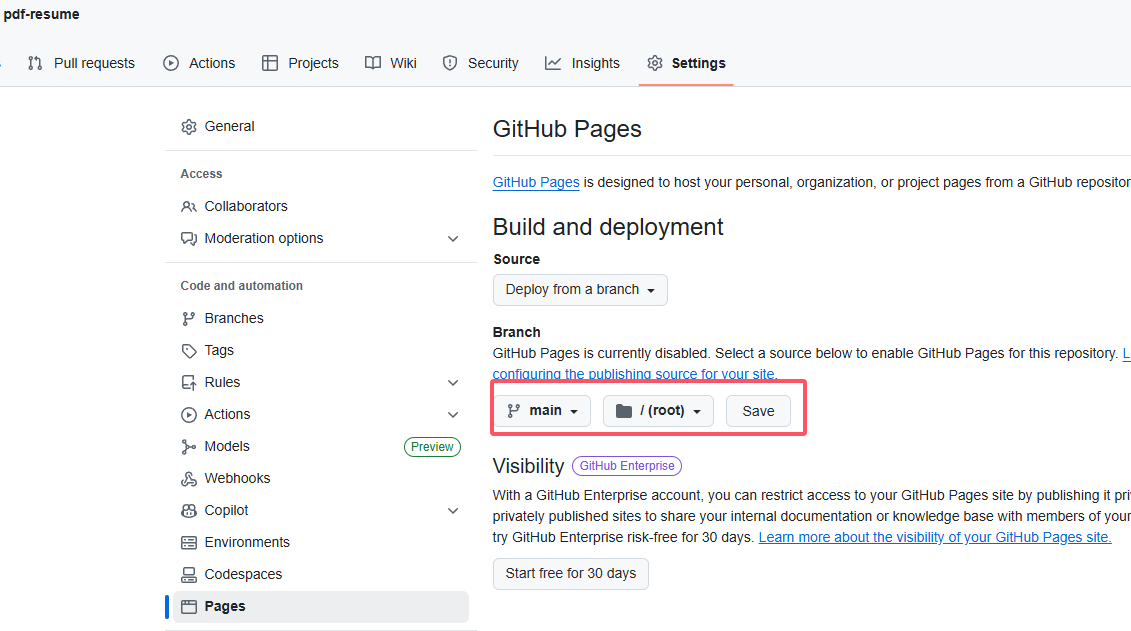 pdf-resume
Pull requests
Actions
Projects
Wiki
Security
Insights
Settings
General
Access
Collaborators
Moderation options
Code and automation
Branches
Tags
Rules
Actions
Models
Preview
Webhooks
Copilot
Environments
Codespaces
Pages
GitHub Pages
GitHub Pages is designed to host your personal, organization, or project pages from a GitHub repositor
Build and deployment
Source
Deploy from a branch
Branch
GitHub Pages is currently disabled. Select a source below to enable GitHub Pages for this repository. L
configuring the publishing source for your site.
main
/ (root)
Save
Visibility
GitHub Enterprise
With a GitHub Enterprise account, you can restrict access to your GitHub Pages site by publishing it pri
privately published sites to share your internal documentation or knowledge base with members of your
try GitHub Enterprise risk-free for 30 days. Learn more about the visibility of your GitHub Pages site.
Start free for 30 days